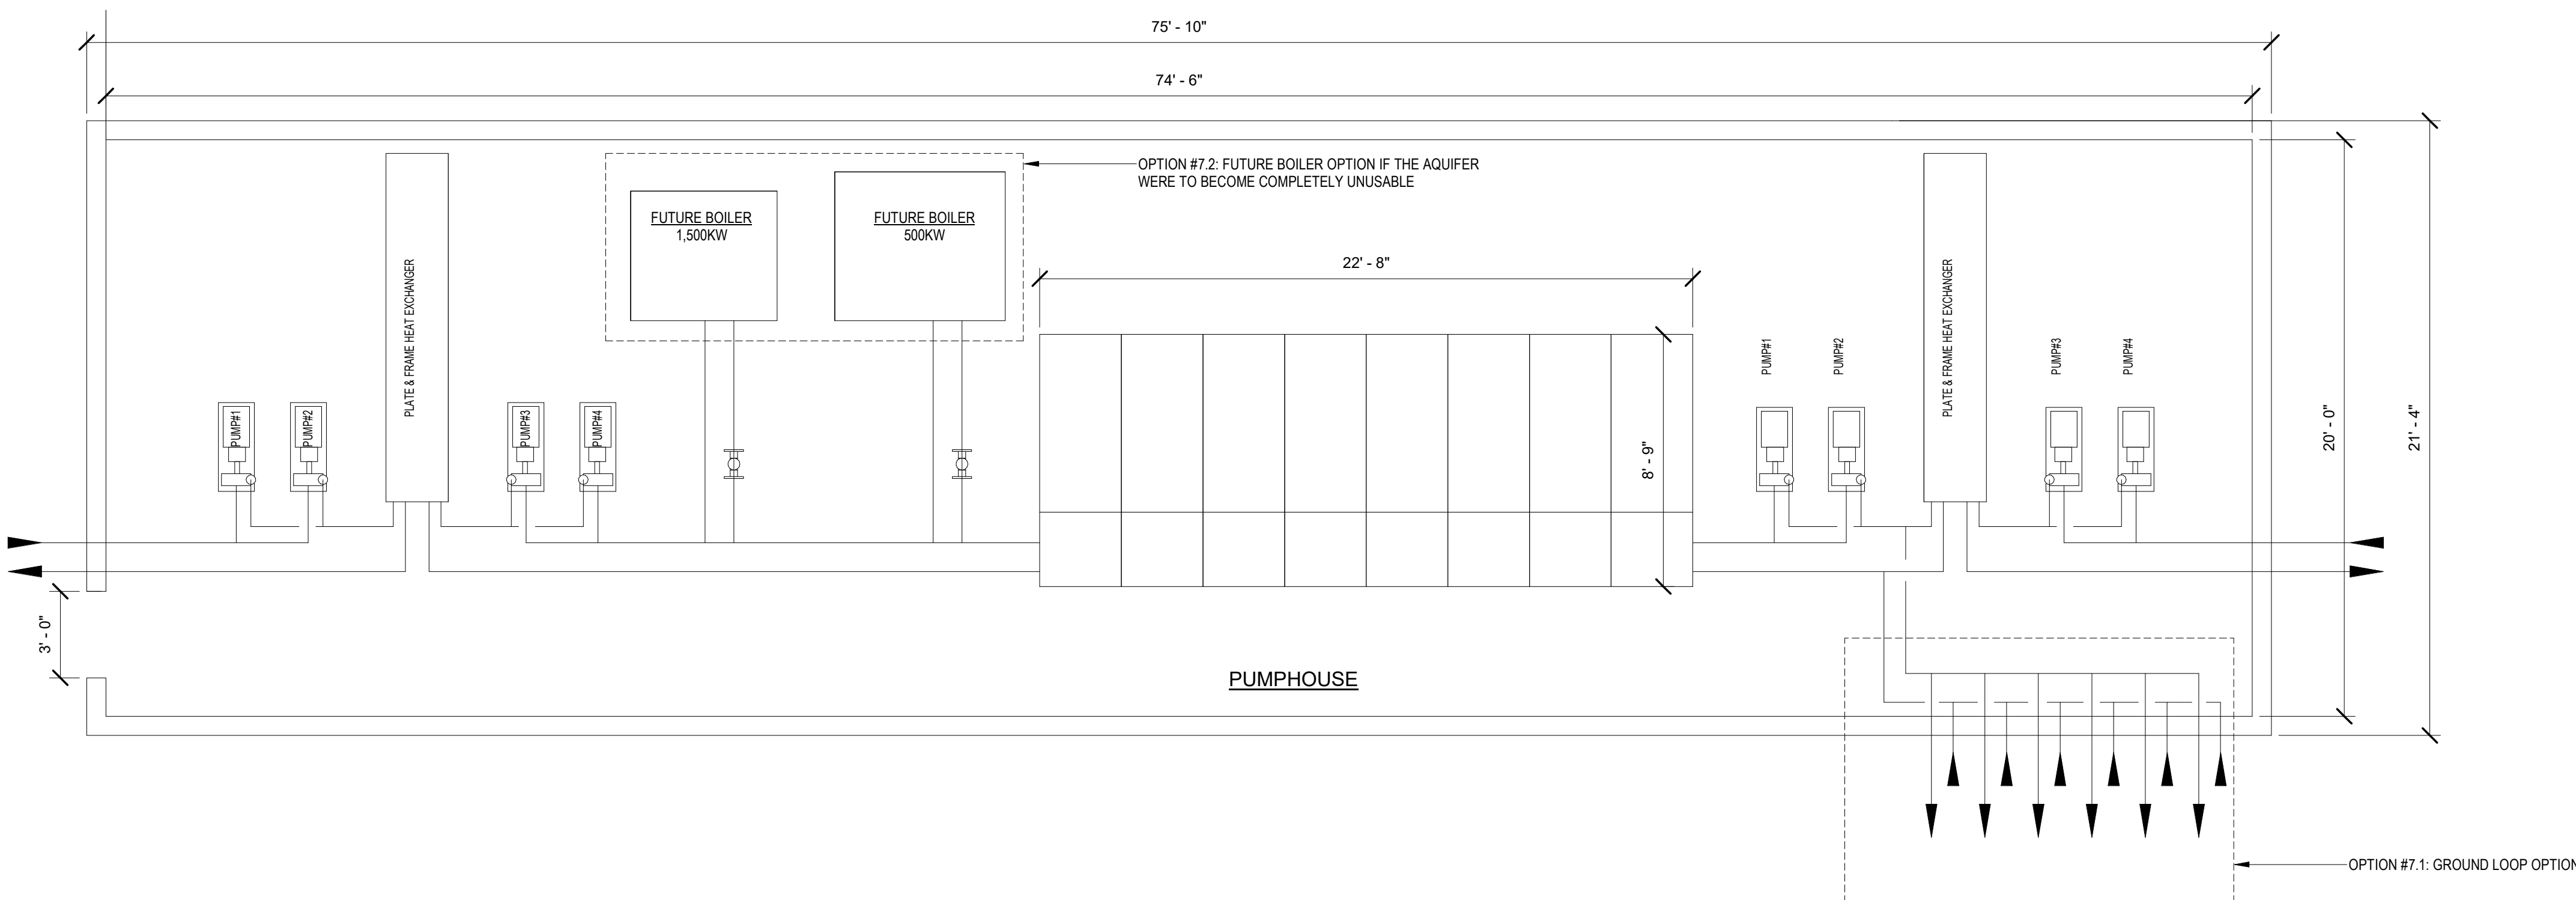 75' - 10"
74' - 6"
OPTION #7.2: FUTURE BOILER OPTION IF THE AQUIFER
WERE TO BECOME COMPLETELY UNUSABLE
FUTURE BOILER
1,500KW
FUTURE BOILER
500KW
22' - 8"
PLATE & FRAME HEAT EXCHANGER
PUMP#1
PUMP#2
PUMP#3
PUMP#4
8' - 9"
PUMP#1
PUMP#2
PLATE & FRAME HEAT EXCHANGER
PUMP#3
PUMP#4
20' - 0"
21' - 4"
3' - 0"
PUMPHOUSE
OPTION #7.1: GROUND LOOP OPTION